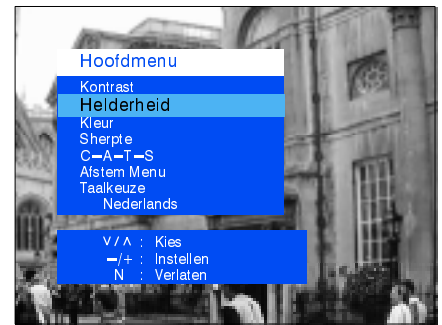 Hoofdmenu
Kontrast
Helderheid
Kleur
Sherpte
C–A–T–S
Afstem Menu
Taalkeuze
Nederlands
∨/∧ : Kies
–/+ : Instellen
N : Verlaten